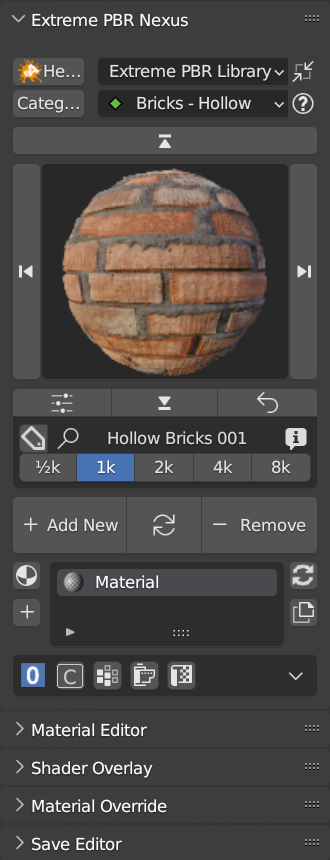 Extreme PBR Nexus
He... Extreme PBR Library
Categ... Bricks - Hollow ?
Hollow Bricks 001
½k 1k 2k 4k 8k
+ Add New − Remove
Material
0 C
Material Editor
Shader Overlay
Material Override
Save Editor